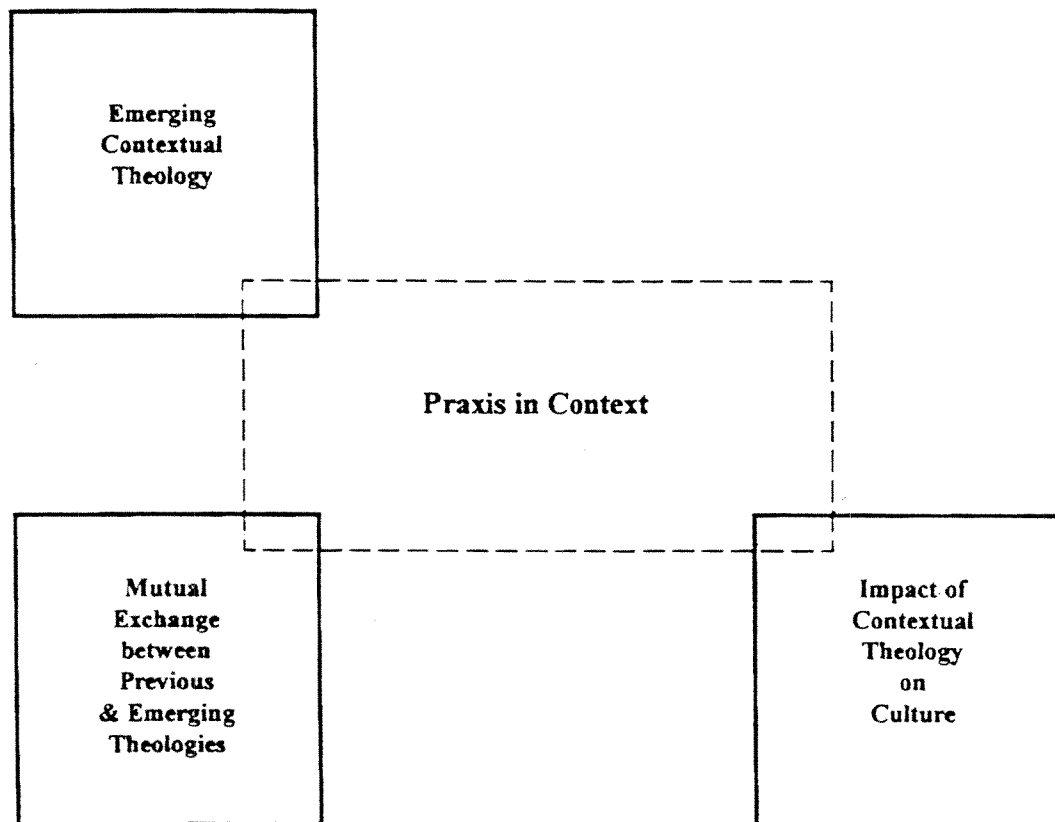 Emerging
Contextual
Theology
Praxis in Context
Mutual
Exchange
between
Previous
& Emerging
Theologies
Impact of
Contextual
Theology
on
Culture